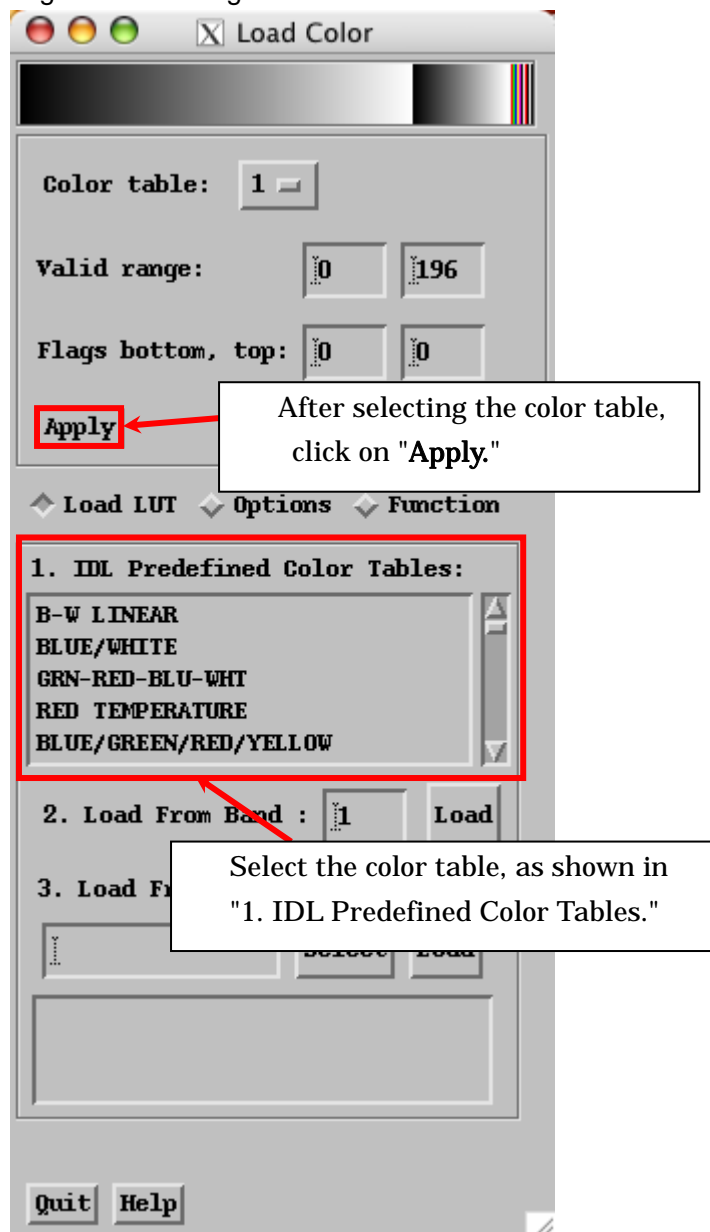 X Load Color
Color table: 1
Valid range: 0 196
Flags bottom, top: 0 0
Apply
After selecting the color table,
click on "Apply."
Load LUT Options Function
1. IDL Predefined Color Tables:
B-W LINEAR
BLUE/WHITE
GRN-RED-BLU-WHT
RED TEMPERATURE
BLUE/GREEN/RED/YELLOW
2. Load From Band : 1 Load
Select the color table, as shown in
"1. IDL Predefined Color Tables."
3. Load
Quit Help